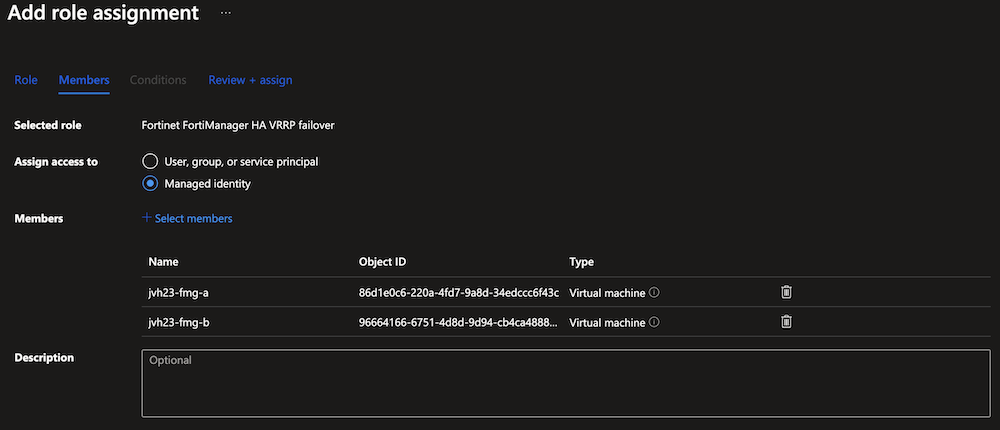 Add role assignment ...
Role Members Conditions Review + assign
Selected role Fortinet FortiManager HA VRRP failover
Assign access to User, group, or service principal
Managed identity
Members + Select members
Name Object ID Type
jvh23-fmg-a 86d1e0c6-220a-4fd7-9a8d-34edccc6f43c Virtual machine
jvh23-fmg-b 96664166-6751-4d8d-9d94-cb4ca4888... Virtual machine
Description Optional